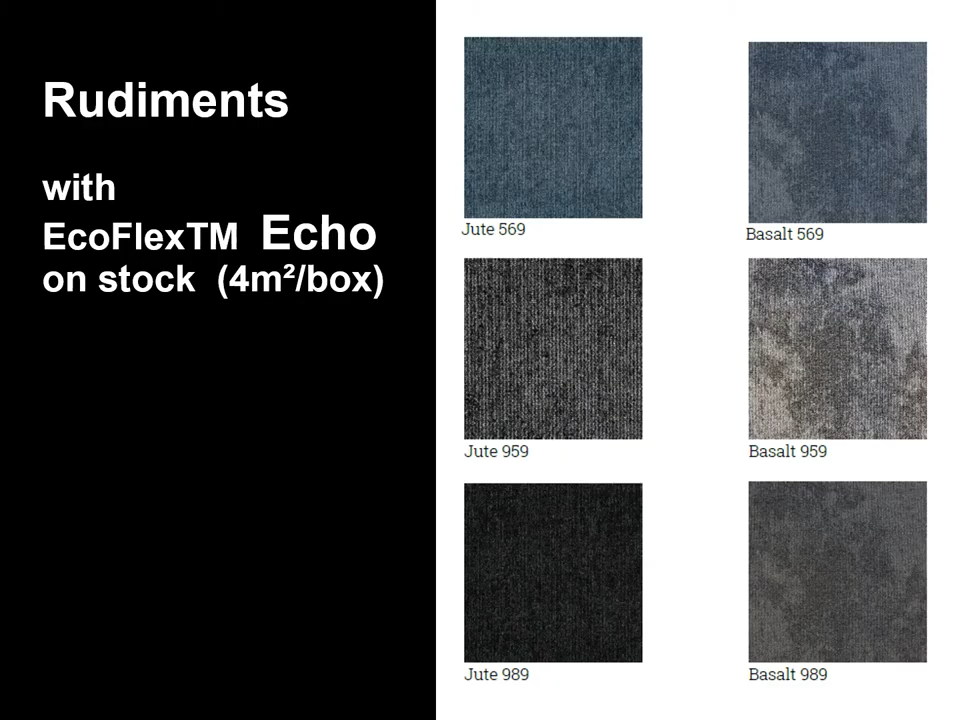 Rudiments
with
EcoFlexTM Echo
on stock (4m²/box)
Jute 569
Basalt 569
Jute 959
Basalt 959
Jute 989
Basalt 989